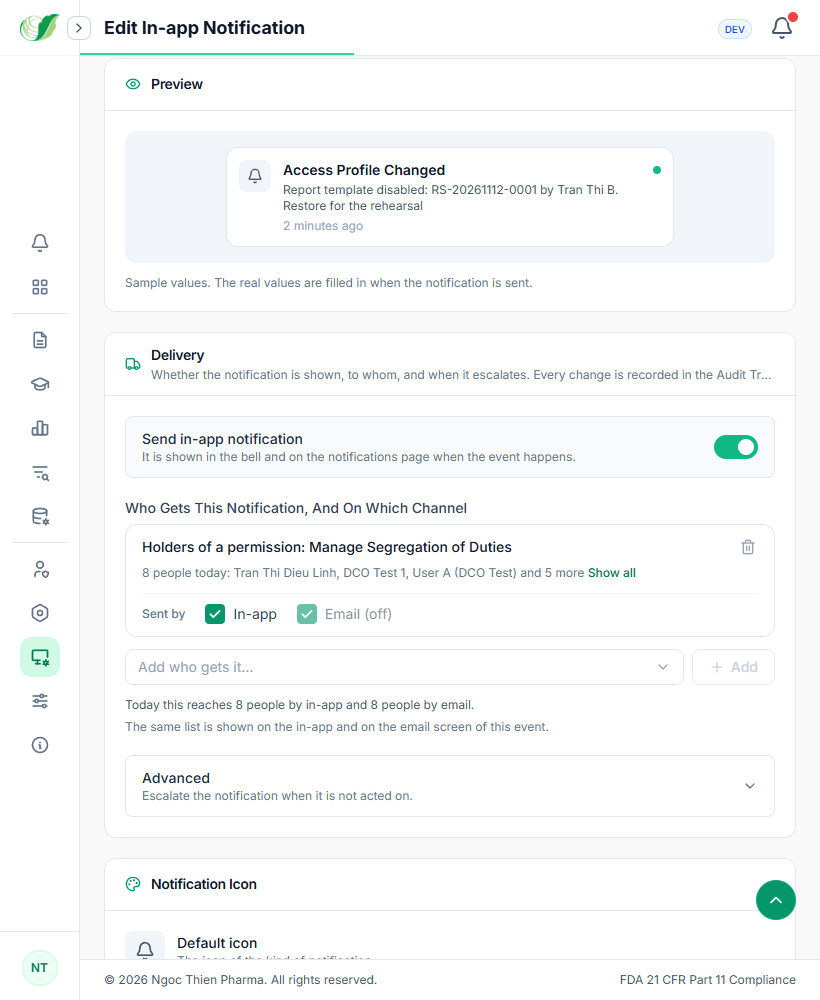 Edit In-app Notification
DEV
Preview
Access Profile Changed
Report template disabled: RS-20261112-0001 by Tran Thi B.
Restore for the rehearsal
2 minutes ago
Sample values. The real values are filled in when the notification is sent.
Delivery
Whether the notification is shown, to whom, and when it escalates. Every change is recorded in the Audit Tr...
Send in-app notification
It is shown in the bell and on the notifications page when the event happens.
Who Gets This Notification, And On Which Channel
Holders of a permission: Manage Segregation of Duties
8 people today: Tran Thi Dieu Linh, DCO Test 1, User A (DCO Test) and 5 more Show all
Sent by In-app Email (off)
Add who gets it...
+ Add
Today this reaches 8 people by in-app and 8 people by email.
The same list is shown on the in-app and on the email screen of this event.
Advanced
Escalate the notification when it is not acted on.
Notification Icon
Default icon
The icon of the kind of notification
NT
© 2026 Ngoc Thien Pharma. All rights reserved.
FDA 21 CFR Part 11 Compliance